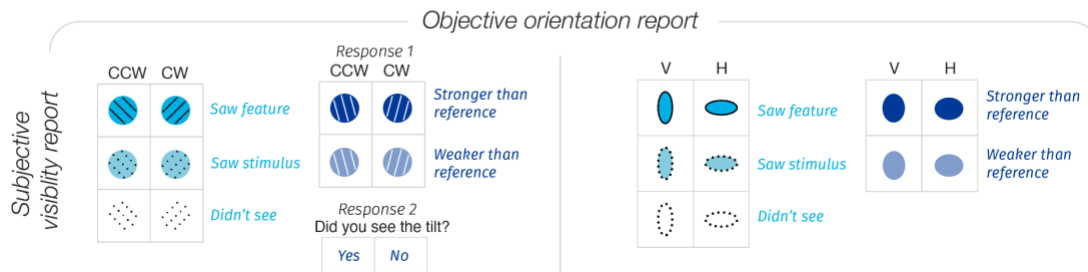 Objective orientation report
Subjective
visiblity report
CCW CW
Saw feature
Saw stimulus
Didn't see
Response 1
CCW CW
Stronger than
reference
Weaker than
reference
Response 2
Did you see the tilt?
Yes No
V H
Saw feature
Saw stimulus
Didn't see
V H
Stronger than
reference
Weaker than
reference